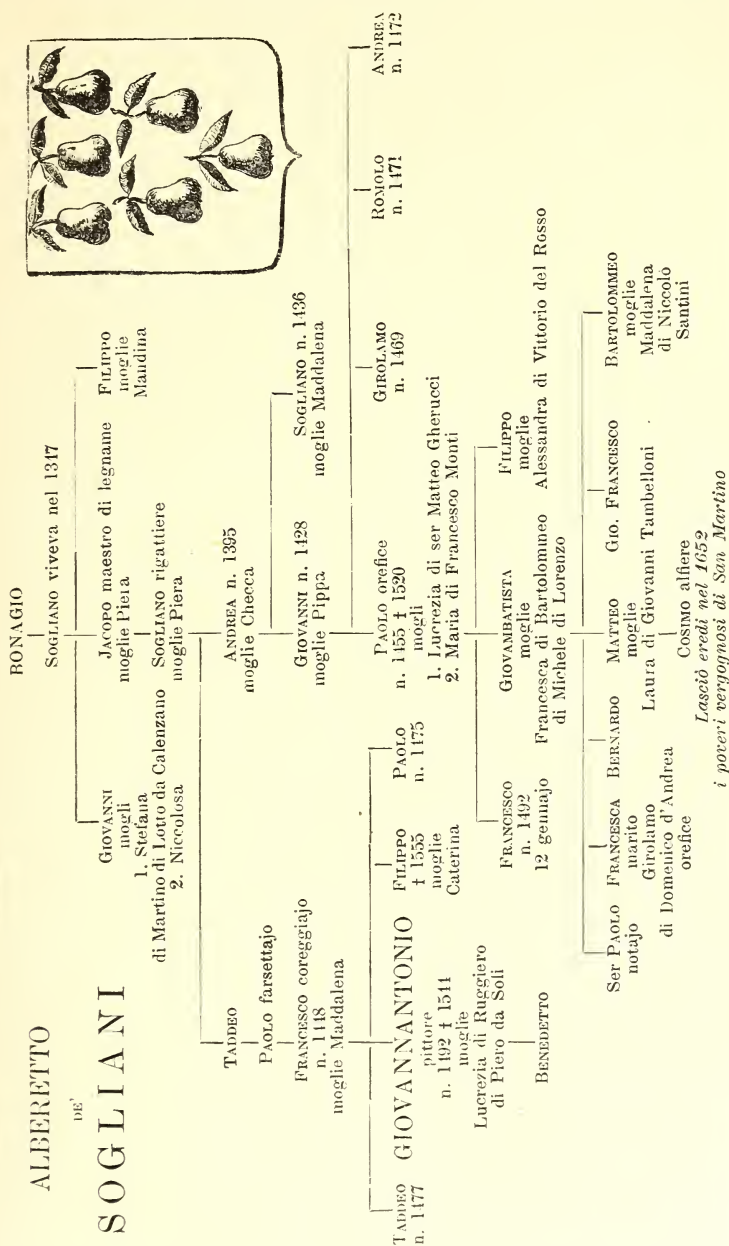 ALBERETTO
DE'
SOGLIANI
BONAGIO
SOGLIANO viveva nel 1347
GIOVANNI
mogli
1. Stefana
di Martino di Lotto da Calenzano
2. Niccolosa
JACOPO maestro di legname
moglie Piera
FILIPPO
moglie
Mandina
SOGLIANO rigattiere
moglie Piera
TADDEO
ANDREA n. 1395
moglie Checca
PAOLO farsettajo
GIOVANNI n. 1428
moglie Pippa
SOGLIANO n. 1436
moglie Maddalena
FRANCESCO coreggiajo
n. 1448
moglie Maddalena
TADDEO
n. 1477
GIOVANNANTONIO
pittore
n. 1492 † 1544
moglie
Lucrezia di Ruggiero
di Piero da Soli
FILIPPO
† 1555
moglie
Caterina
PAOLO
n. 1475
PAOLO orefice
n. 1455 † 1520
mogli
1. Lucrezia di ser Matteo Gherucci
2. Maria di Francesco Monti
GIROLAMO
n. 1469
ROMOLO
n. 1471
ANDREA
n. 1472
BENEDETTO
FRANCESCO
n. 1492
12 gennajo
GIOVAMBATISTA
moglie
Francesca di Bartolommeo
di Michele di Lorenzo
FILIPPO
moglie
Alessandra di Vittorio del Rosso
Ser PAOLO
notajo
FRANCESCA
marito
Girolamo
di Domenico d'Andrea
orefice
BERNARDO
MATTEO
moglie
Laura di Giovanni Tambelloni
GIO. FRANCESCO
BARTOLOMMEO
moglie
Maddalena
di Niccolò
Santini
COSIMO alfiere
Lasciò eredi nel 1652
i poveri vergognosi di San Martino